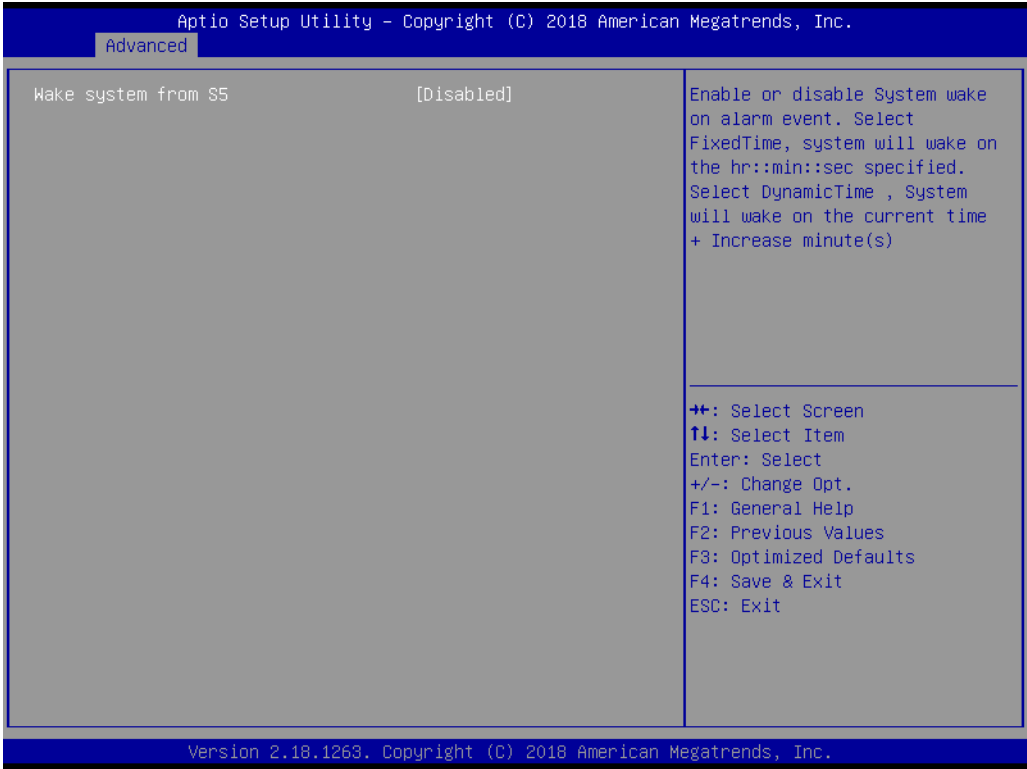 Aptio Setup Utility – Copyright (C) 2018 American Megatrends, Inc.
Advanced
Wake system from S5 [Disabled]
Enable or disable System wake
on alarm event. Select
FixedTime, system will wake on
the hr::min::sec specified.
Select DynamicTime , System
will wake on the current time
+ Increase minute(s)
→←: Select Screen
↑↓: Select Item
Enter: Select
+/-: Change Opt.
F1: General Help
F2: Previous Values
F3: Optimized Defaults
F4: Save & Exit
ESC: Exit
Version 2.18.1263. Copyright (C) 2018 American Megatrends, Inc.